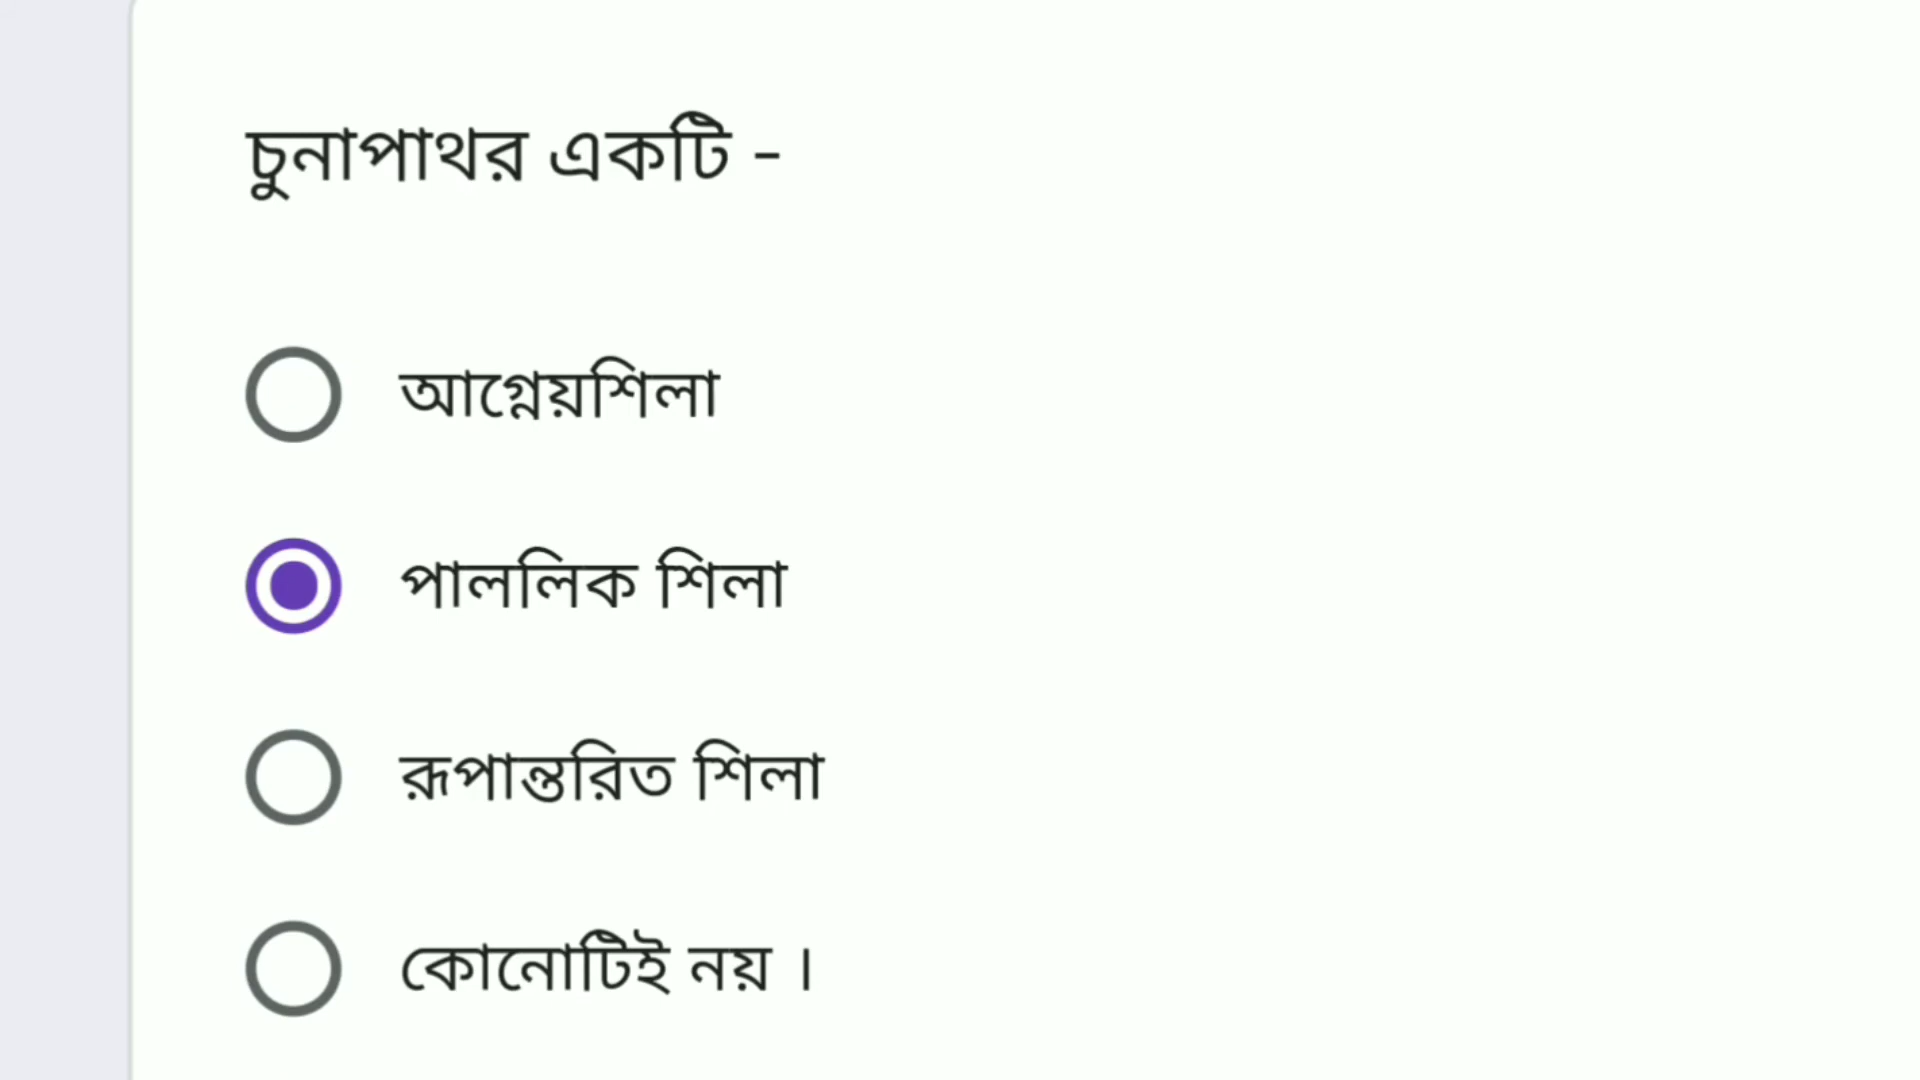 চুনাপাথর একটি -
আগ্নেয়শিলা
পাললিক শিলা
রূপান্তরিত শিলা
কোনোটিই নয় ।